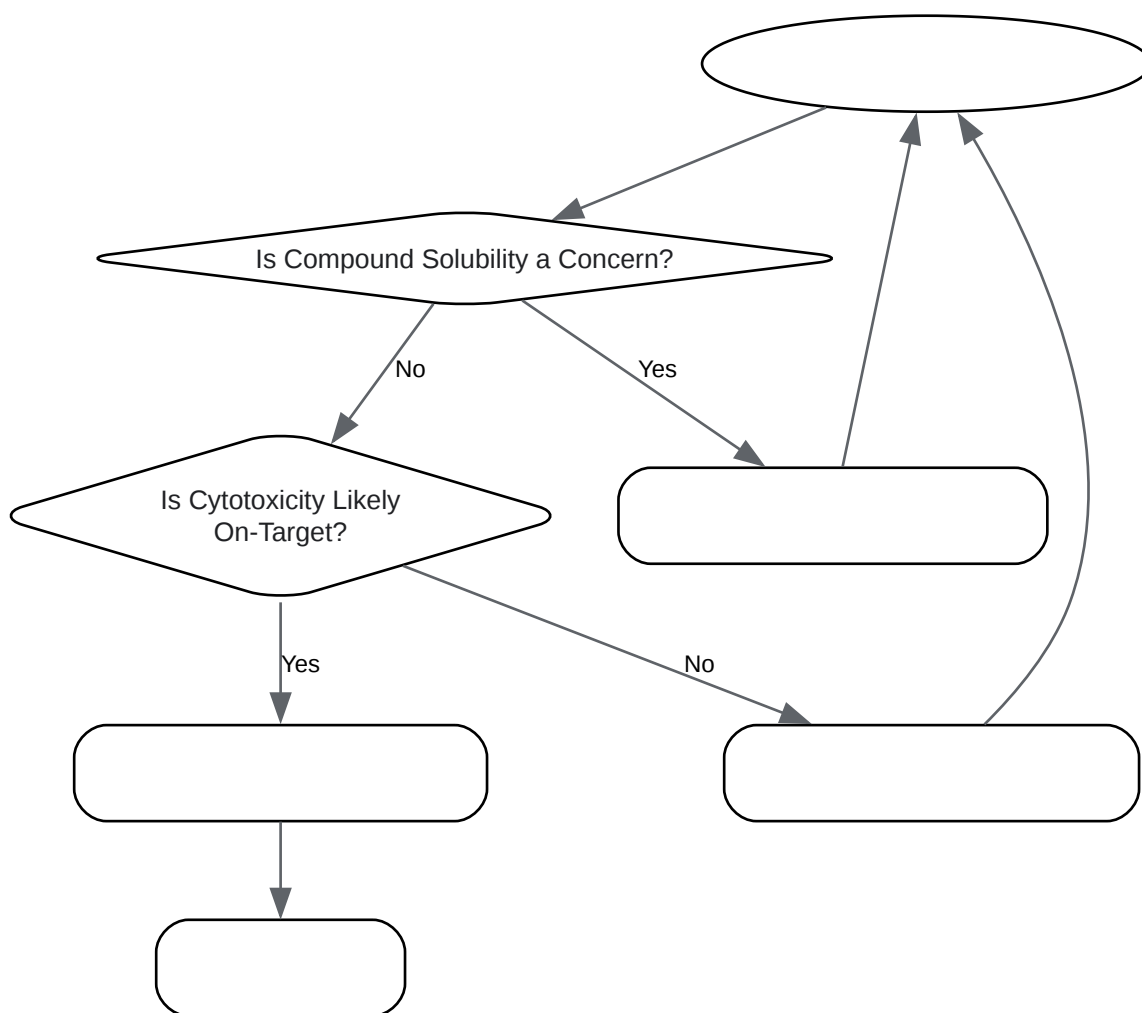 Is Compound Solubility a Concern?
No
Yes
Is Cytotoxicity Likely
On-Target?
Yes
No